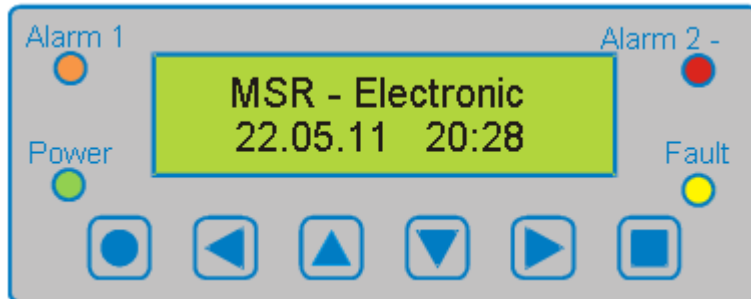 Alarm 1
Alarm 2 -
MSR - Electronic
22.05.11 20:28
Power
Fault